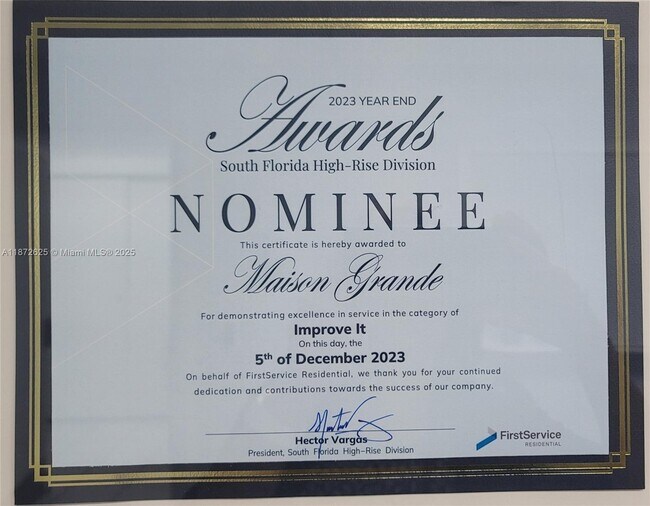 2023 YEAR END
Awards
South Florida High-Rise Division
NOMINEE
This certificate is hereby awarded to
A11872625 © Miami MLS® 2025
Maison Grande
For demonstrating excellence in service in the category of
Improve It
On this day, the
5th of December 2023
On behalf of FirstService Residential, we thank you for your continued
dedication and contributions towards the success of our company.
Hector Vargas
President, South Florida High-Rise Division
FirstService
RESIDENTIAL